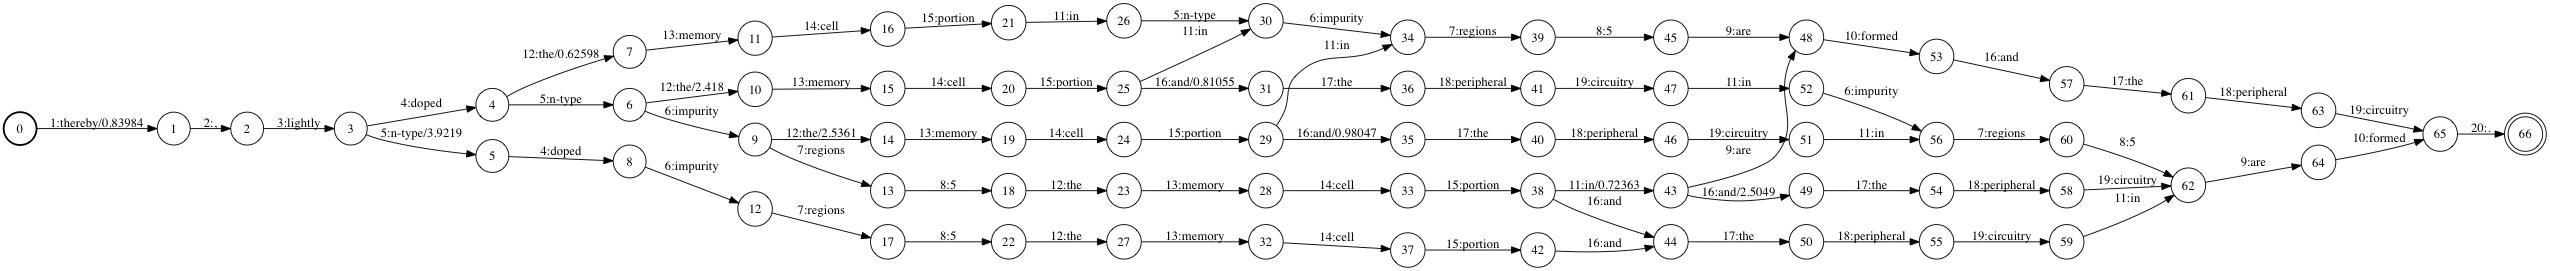 0 1:thereby/0.83984 1 2:, 2 3:lightly 3
4:doped 4 12:the/0.62598 7 13:memory 11 14:cell 16 15:portion 21 11:in 26 5:n-type 30 6:impurity 34 7:regions 39 8:5 45 9:are 48 10:formed 53 16:and 57 17:the 61 18:peripheral 63 19:circuitry 65 20:. 66
5:n-type 6 12:the/2.418 10 13:memory 15 14:cell 20 15:portion 25 11:in
16:and/0.81055 31 17:the 36 18:peripheral 41 19:circuitry 47 11:in 52 6:impurity 56 7:regions 60 8:5 62 9:are 64 10:formed
6:impurity 9 12:the/2.5361 14 13:memory 19 14:cell 24 15:portion 29 11:in
16:and/0.98047 35 17:the 40 18:peripheral 46 19:circuitry 51 11:in
7:regions 13 8:5 18 12:the 23 13:memory 28 14:cell 33 15:portion 38 11:in/0.72363 43 9:are
16:and/2.5049 49 17:the 54 18:peripheral 58 19:circuitry
5:n-type/3.9219 5 4:doped 8 6:impurity 12 7:regions 17 8:5 22 12:the 27 13:memory 32 14:cell 37 15:portion 42 16:and
16:and 44 17:the 50 18:peripheral 55 19:circuitry 59 11:in